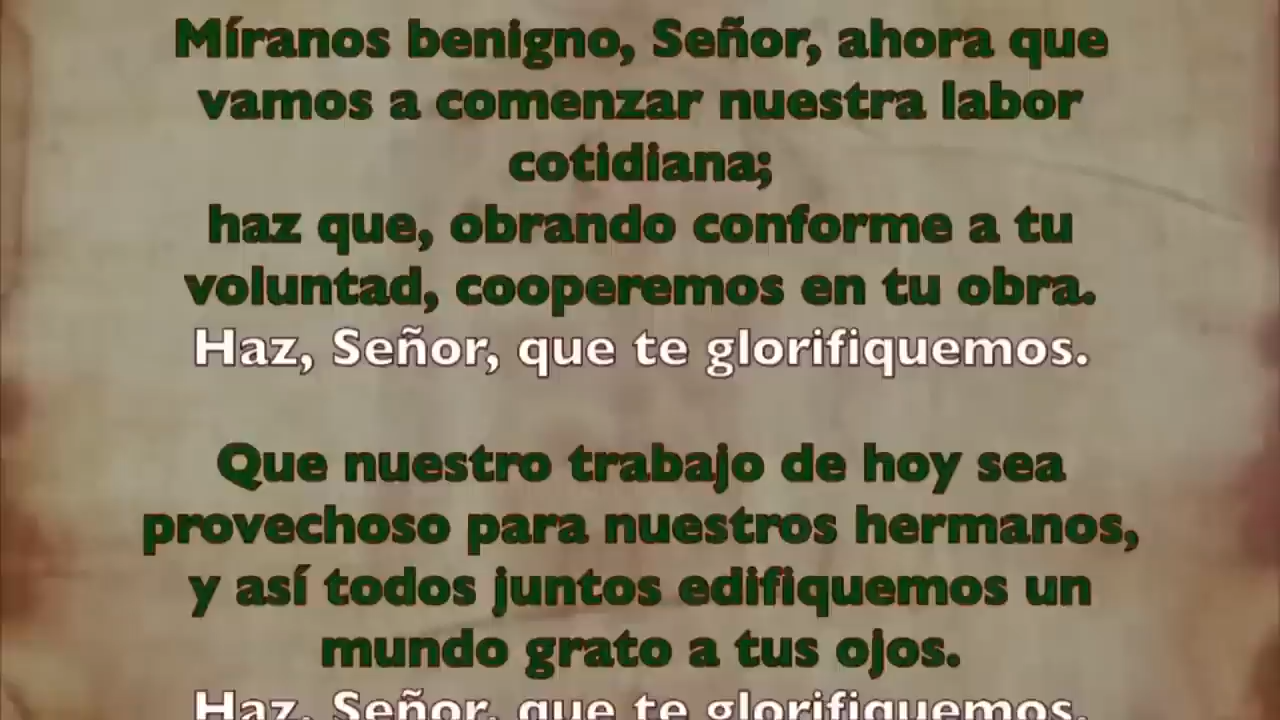 Míranos benigno, Señor, ahora que
vamos a comenzar nuestra labor
cotidiana;
haz que, obrando conforme a tu
voluntad, cooperemos en tu obra.
Haz, Señor, que te glorifiquemos.
Que nuestro trabajo de hoy sea
provechoso para nuestros hermanos,
y así todos juntos edifiquemos un
mundo grato a tus ojos.
Haz, Señor, que te glorifiquemos.